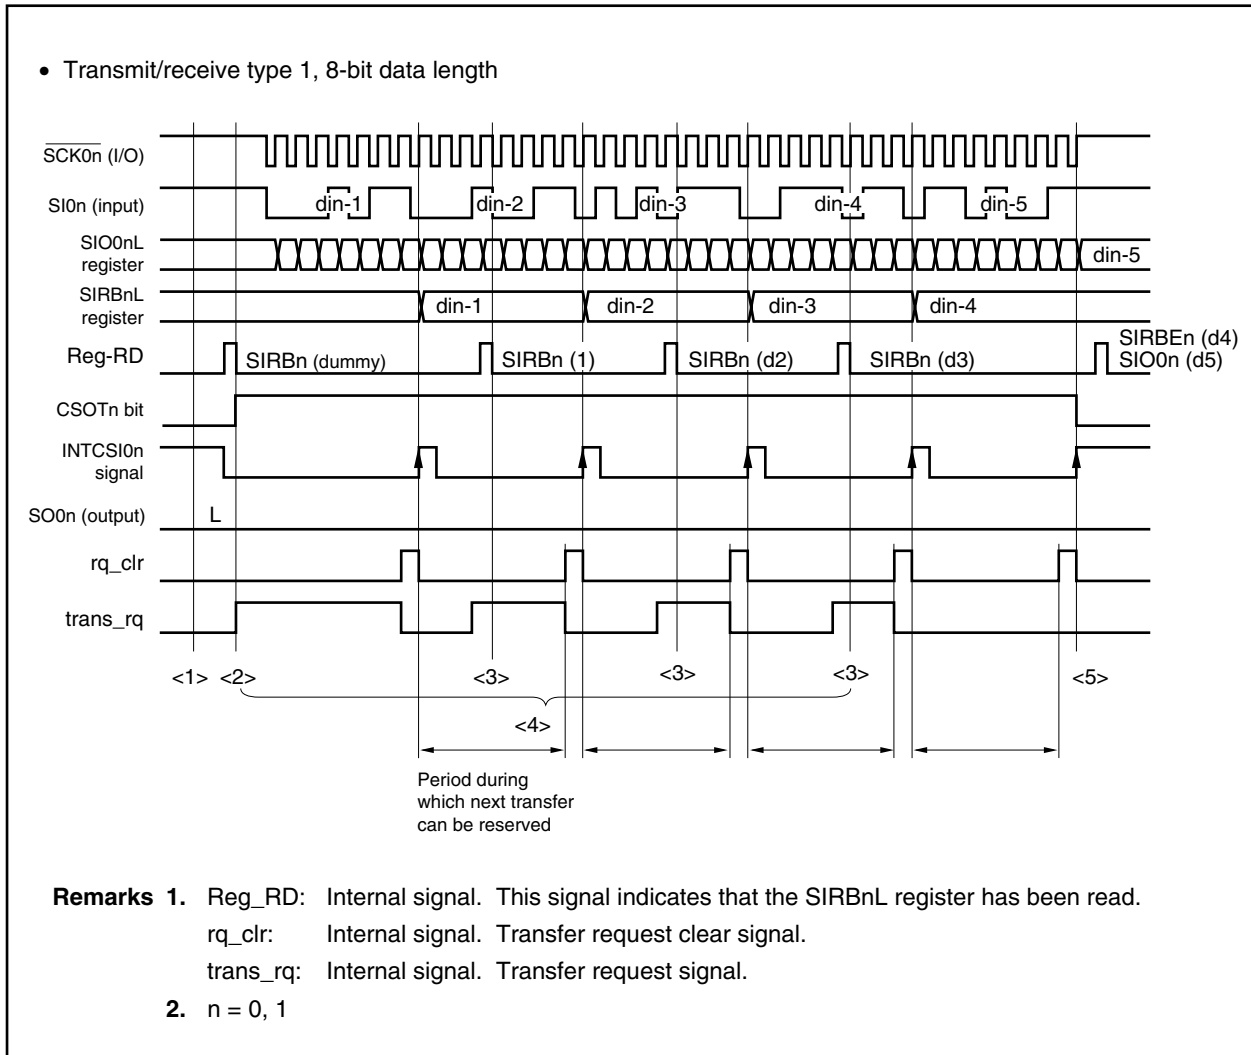 • Transmit/receive type 1, 8-bit data length
SCK0n (I/O)
SI0n (input)
din-1
din-2
din-3
din-4
din-5
SIO0nL
register
din-5
SIRBnL
register
din-1
din-2
din-3
din-4
Reg-RD
SIRBn (dummy)
SIRBn (1)
SIRBn (d2)
SIRBn (d3)
SIRBEn (d4)
SIO0n (d5)
CSOTn bit
INTCSI0n
signal
SO0n (output)
L
rq_clr
trans_rq
<1>
<2>
<3>
<3>
<3>
<5>
<4>
Period during
which next transfer
can be reserved
Remarks 1. Reg_RD: Internal signal. This signal indicates that the SIRBnL register has been read.
rq_clr: Internal signal. Transfer request clear signal.
trans_rq: Internal signal. Transfer request signal.
2. n = 0, 1